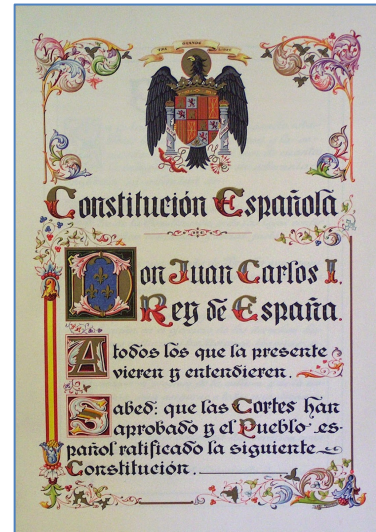 Constitución Española
Don Juan Carlos I.
Rey de España.
A todos los que la presente
vieren y entendieren.
Sabed: que las Cortes han
aprobado y el Pueblo es-
pañol ratificado la siguiente
Constitución.